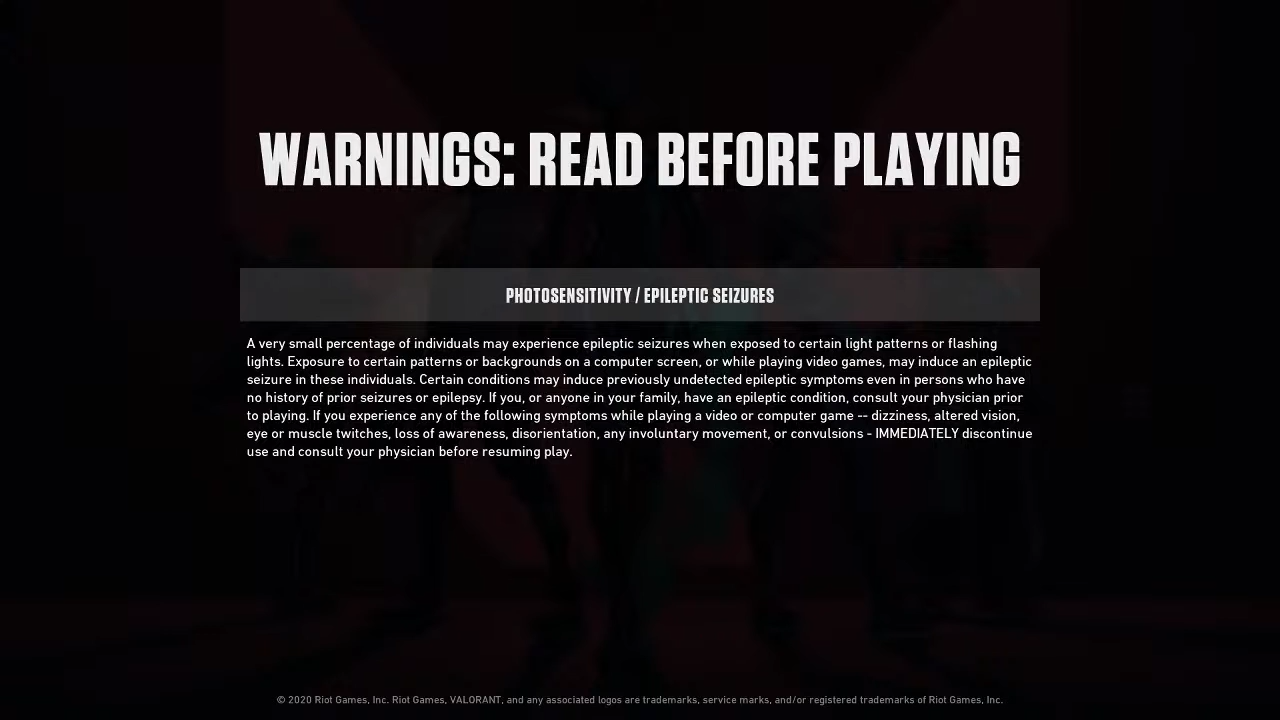 WARNINGS: READ BEFORE PLAYING
PHOTOSENSITIVITY / EPILEPTIC SEIZURES
A very small percentage of individuals may experience epileptic seizures when exposed to certain light patterns or flashing
lights. Exposure to certain patterns or backgrounds on a computer screen, or while playing video games, may induce an epileptic
seizure in these individuals. Certain conditions may induce previously undetected epileptic symptoms even in persons who have
no history of prior seizures or epilepsy. If you, or anyone in your family, have an epileptic condition, consult your physician prior
to playing. If you experience any of the following symptoms while playing a video or computer game -- dizziness, altered vision,
eye or muscle twitches, loss of awareness, disorientation, any involuntary movement, or convulsions - IMMEDIATELY discontinue
use and consult your physician before resuming play.
© 2020 Riot Games, Inc. Riot Games, VALORANT, and any associated logos are trademarks, service marks, and/or registered trademarks of Riot Games, Inc.